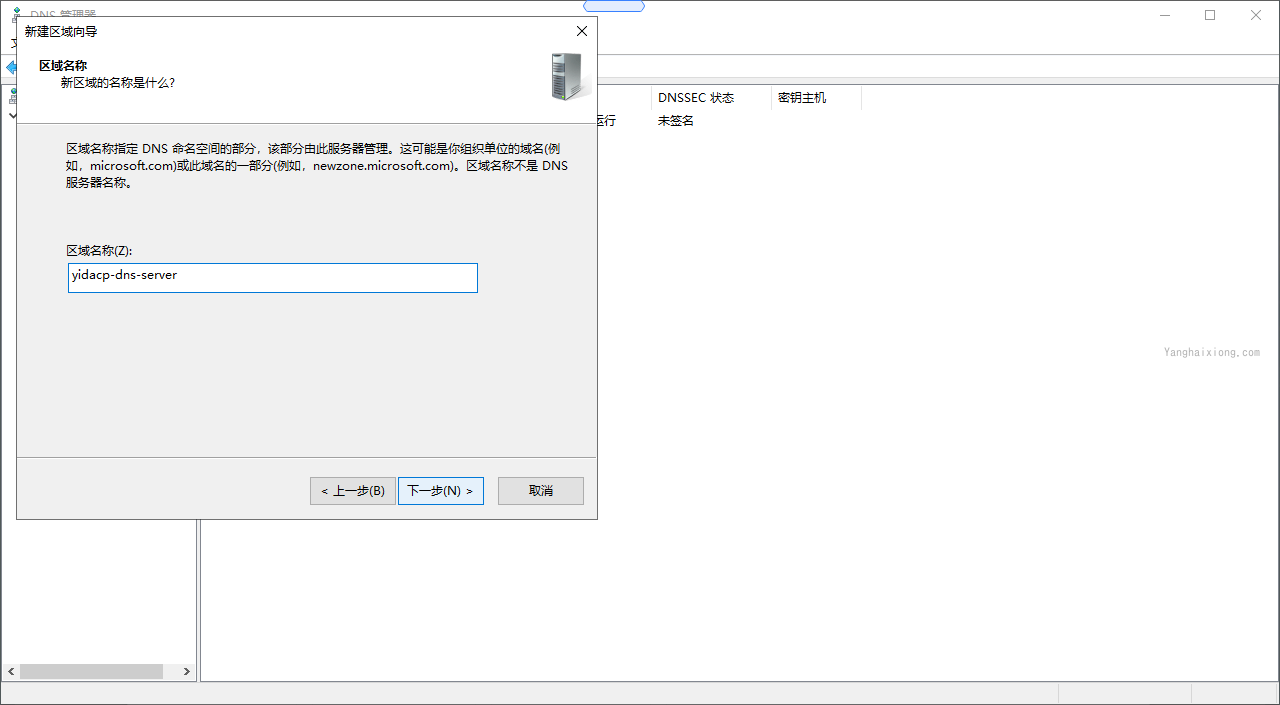 DNS 管理器
新建区域向导
区域名称
新区域的名称是什么?
DNSSEC 状态
密钥主机
运行
未签名
区域名称指定 DNS 命名空间的部分，该部分由此服务器管理。这可能是你组织单位的域名(例
如，microsoft.com)或此域名的一部分(例如，newzone.microsoft.com)。区域名称不是 DNS
服务器名称。
区域名称(Z):
yidacp-dns-server
Yanghaixiong.com
< 上一步(B)
下一步(N) >
取消